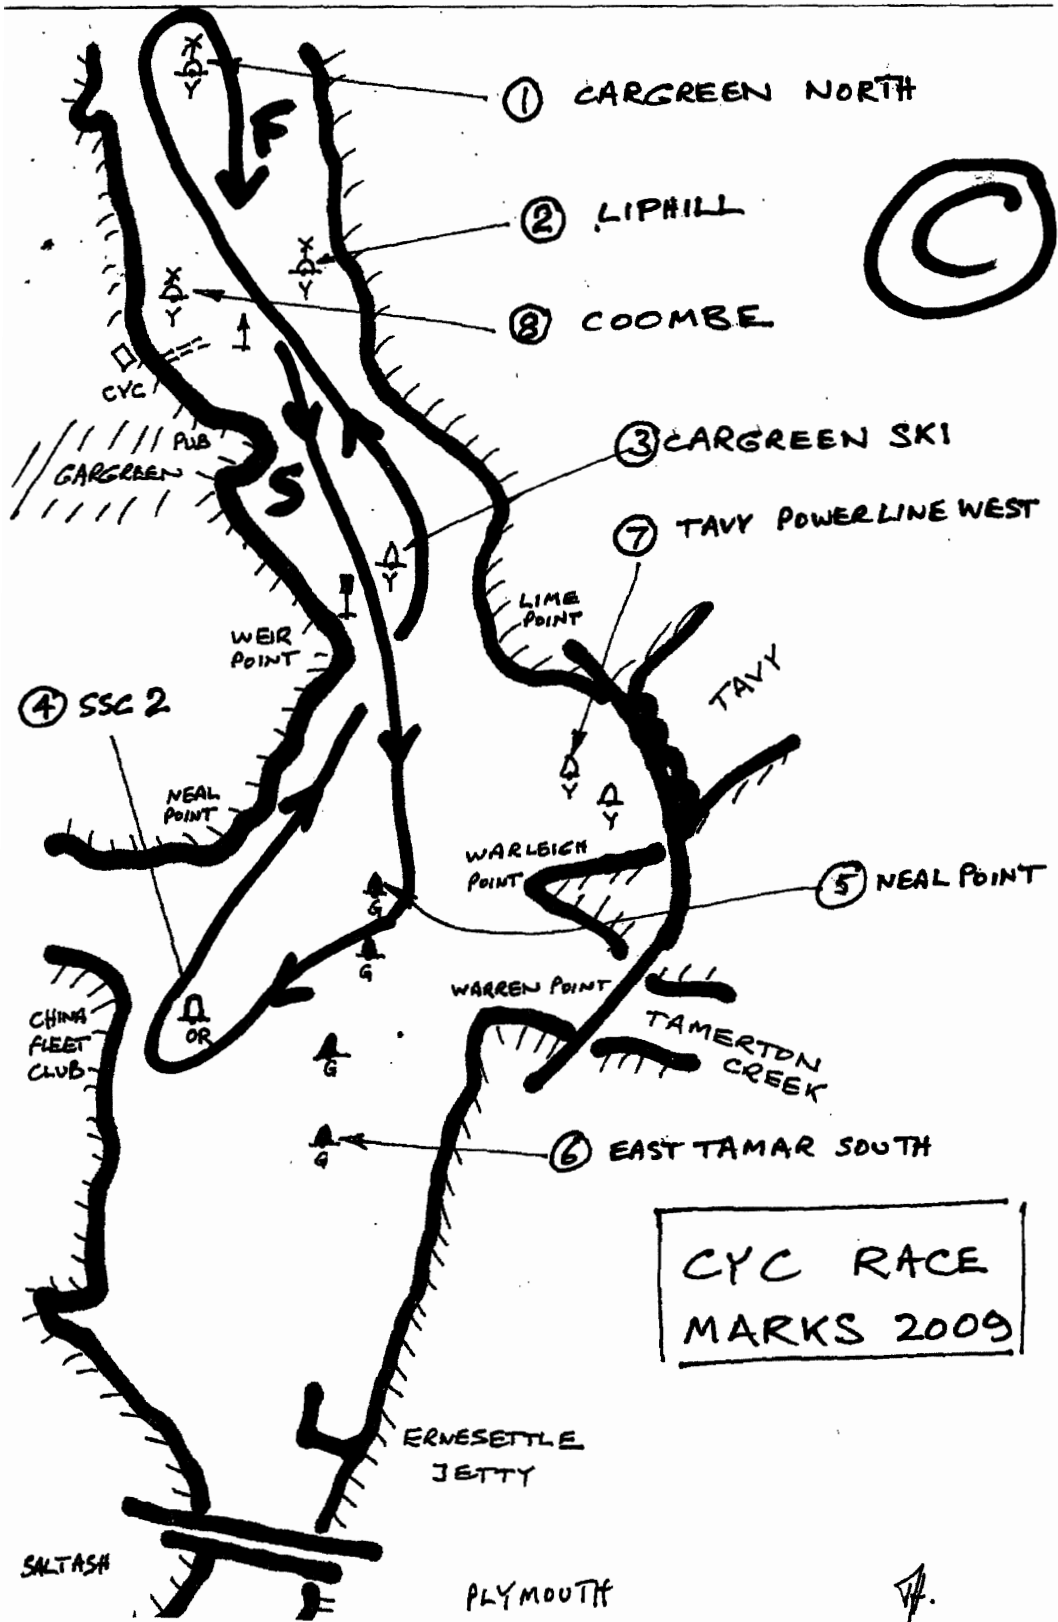 X
Y
① CARGREEN NORTH
F
② LIPHILL
C
X
Y
X
Y
⑧ COOMBE
CYC
PUB
GARGREEN
③ CARGREEN SKI
S
⑦ TAVY POWERLINE WEST
Y
LIME
POINT
WEIR
POINT
TAVY
④ SSC 2
Y
Y
NEAL
POINT
WARLEIGH
POINT
⑤ NEAL POINT
G
G
WARREN POINT
OR
CHINA
FLEET
CLUB
TAMERTON
CREEK
G
⑥ EAST TAMAR SOUTH
G
CYC RACE
MARKS 2009
ERNESETTLE
JETTY
SALTASH
PLYMOUTH